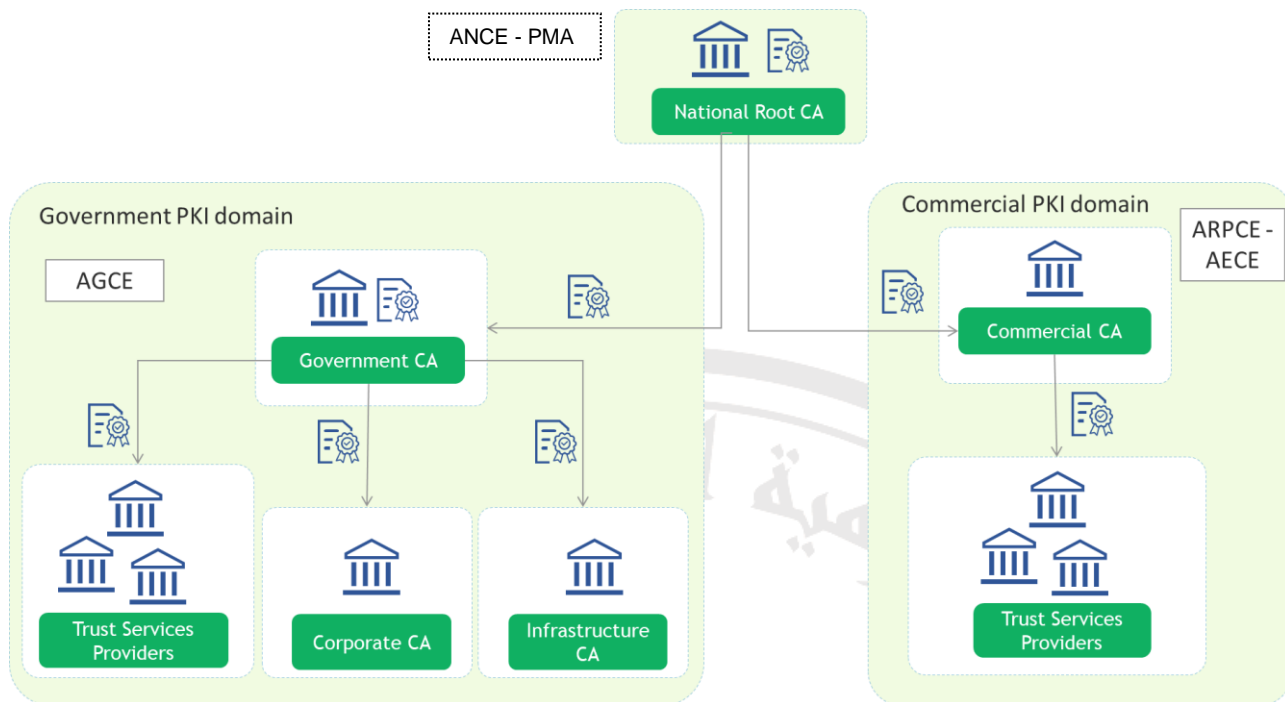 ANCE - PMA
National Root CA
Government PKI domain
AGCE
Government CA
Trust Services
Providers
Corporate CA
Infrastructure
CA
Commercial PKI domain
ARPCE -
AECE
Commercial CA
Trust Services
Providers